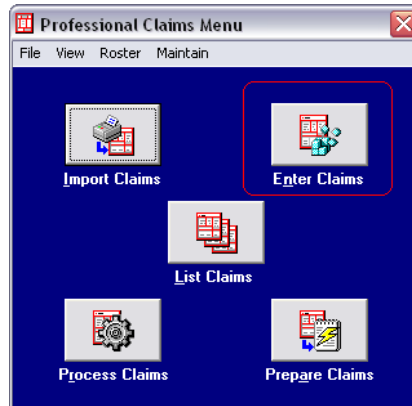 Professional Claims Menu
File View Roster Maintain
Import Claims
Enter Claims
List Claims
Process Claims
Prepare Claims